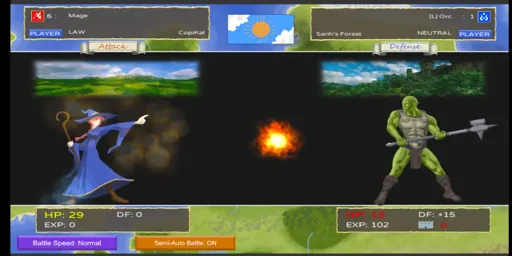 6 : Mage
PLAYER LAW CopiKal
(L) Orc : 1
Sarih's Forest NEUTRAL PLAYER
Attack
Defense
HP: 29 DF: 0
EXP: 0
DF: +15
EXP: 102
Battle Speed: Normal
Semi-Auto Battle: ON